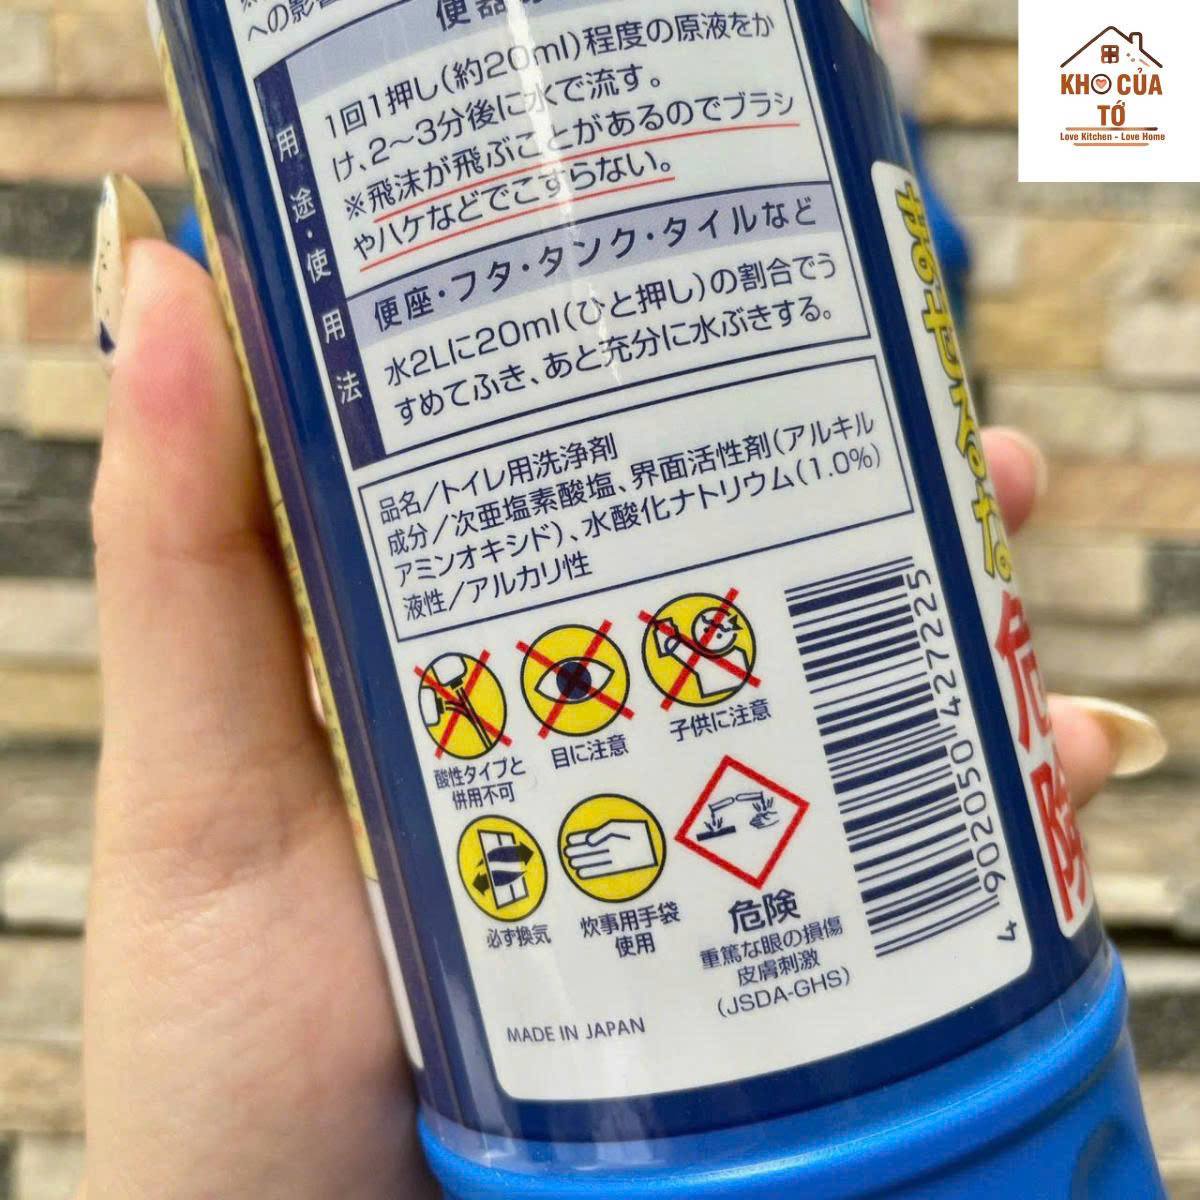 への影響
便器
1回1押し(約20ml)程度の原液をか
け、2〜3分後に水で流す。
※飛沫が飛ぶことがあるのでブラシ
やハケなどでこすらない。
用途・使用法
便座・フタ・タンク・タイルなど
水2Lに20ml(ひと押し)の割合でう
すめてふき、あと充分に水ぶきする。
品名/トイレ用洗浄剤
成分/次亜塩素酸塩、界面活性剤(アルキル
アミンオキシド)、水酸化ナトリウム(1.0%)
液性/アルカリ性
酸性タイプと
併用不可
目に注意
子供に注意
必ず換気
炊事用手袋
使用
危険
重篤な眼の損傷
皮膚刺激
(JSDA-GHS)
MADE IN JAPAN
4 902050 427225
まぜるな
危険
KHO CỦA
TỚ
Love Kitchen - Love Home